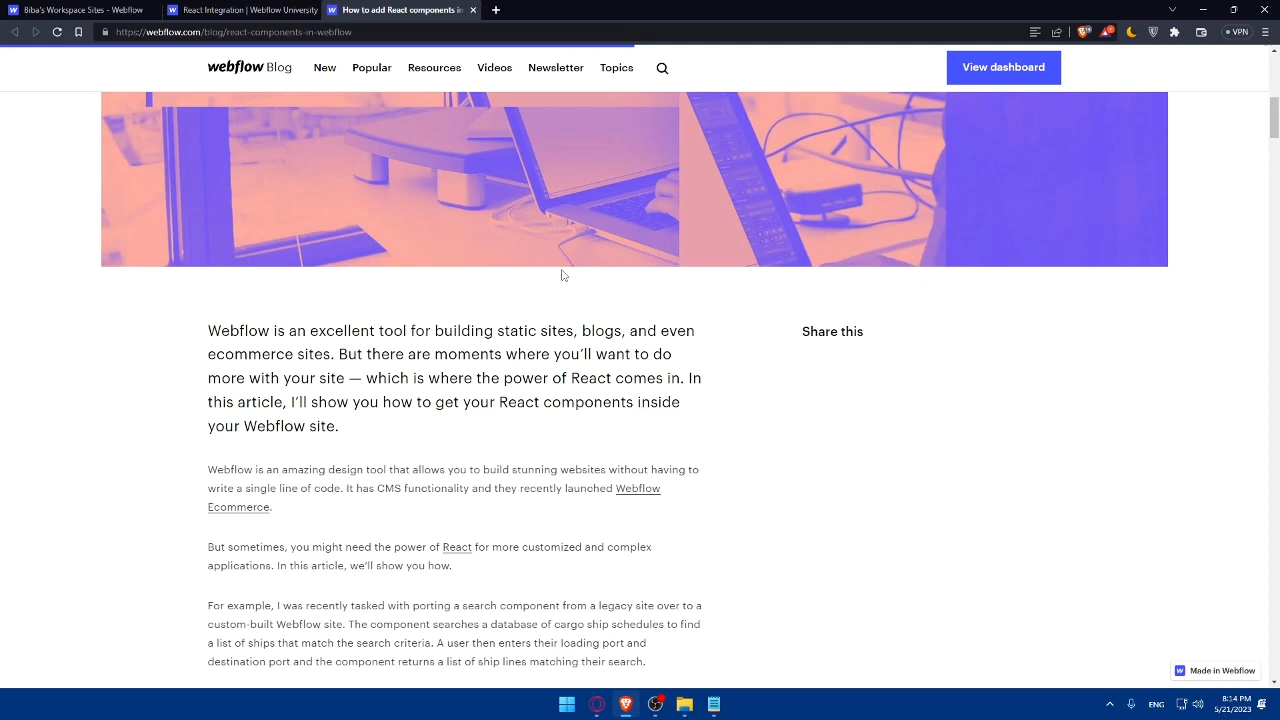 Biba's Workspace Sites - Webflow
React Integration | Webflow University
How to add React components in
https://webflow.com/blog/react-components-in-webflow
VPN
webflow Blog
New
Popular
Resources
Videos
Newsletter
Topics
View dashboard
Webflow is an excellent tool for building static sites, blogs, and even
ecommerce sites. But there are moments where you'll want to do
more with your site — which is where the power of React comes in. In
this article, I'll show you how to get your React components inside
your Webflow site.
Share this
Webflow is an amazing design tool that allows you to build stunning websites without having to
write a single line of code. It has CMS functionality and they recently launched Webflow
Ecommerce.
But sometimes, you might need the power of React for more customized and complex
applications. In this article, we'll show you how.
For example, I was recently tasked with porting a search component from a legacy site over to a
custom-built Webflow site. The component searches a database of cargo ship schedules to find
a list of ships that match the search criteria. A user then enters their loading port and
destination port and the component returns a list of ship lines matching their search.
Made in Webflow
ENG
8:14 PM
5/21/2023